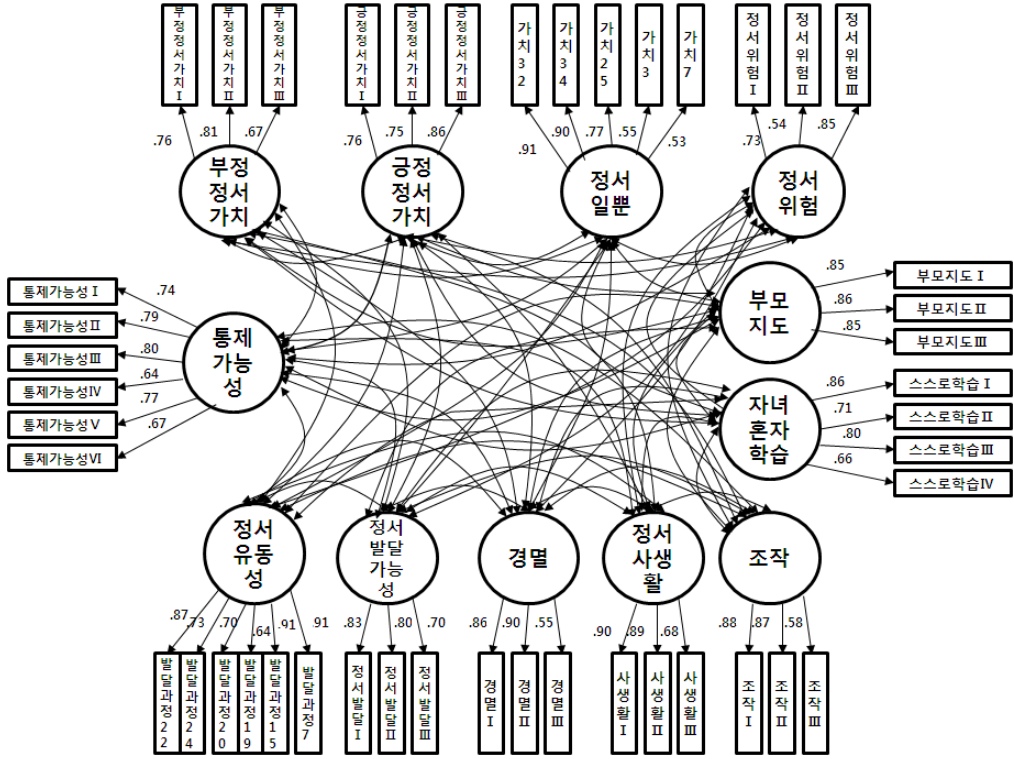 부정정서가치Ⅰ
부정정서가치Ⅱ
부정정서가치Ⅲ
긍정정서가치Ⅰ
긍정정서가치Ⅱ
긍정정서가치Ⅲ
가치32
가치34
가치25
가치3
가치7
정서위험Ⅰ
정서위험Ⅱ
정서위험Ⅲ
.76
.81
.67
.76
.75
.86
.91
.90
.77
.55
.53
.73
.54
.85
부정
정서
가치
긍정
정서
가치
정서
일뿐
정서
위험
통제가능성Ⅰ
통제가능성Ⅱ
통제가능성Ⅲ
통제가능성Ⅳ
통제가능성Ⅴ
통제가능성Ⅵ
.74
.79
.80
.64
.77
.67
통제
가능
성
부모
지도
.85
.86
.85
부모지도Ⅰ
부모지도Ⅱ
부모지도Ⅲ
자녀
혼자
학습
.86
.71
.80
.66
스스로학습Ⅰ
스스로학습Ⅱ
스스로학습Ⅲ
스스로학습Ⅳ
정서
유동
성
정서
발달
가능
성
경멸
정서
사생
활
조작
.87
.73
.70
.64
.91
.91
.83
.80
.70
.86
.90
.55
.90
.89
.68
.88
.87
.58
발달과정22
발달과정24
발달과정20
발달과정19
발달과정15
발달과정7
정서발달Ⅰ
정서발달Ⅱ
정서발달Ⅲ
경멸Ⅰ
경멸Ⅱ
경멸Ⅲ
사생활Ⅰ
사생활Ⅱ
사생활Ⅲ
조작Ⅰ
조작Ⅱ
조작Ⅲ